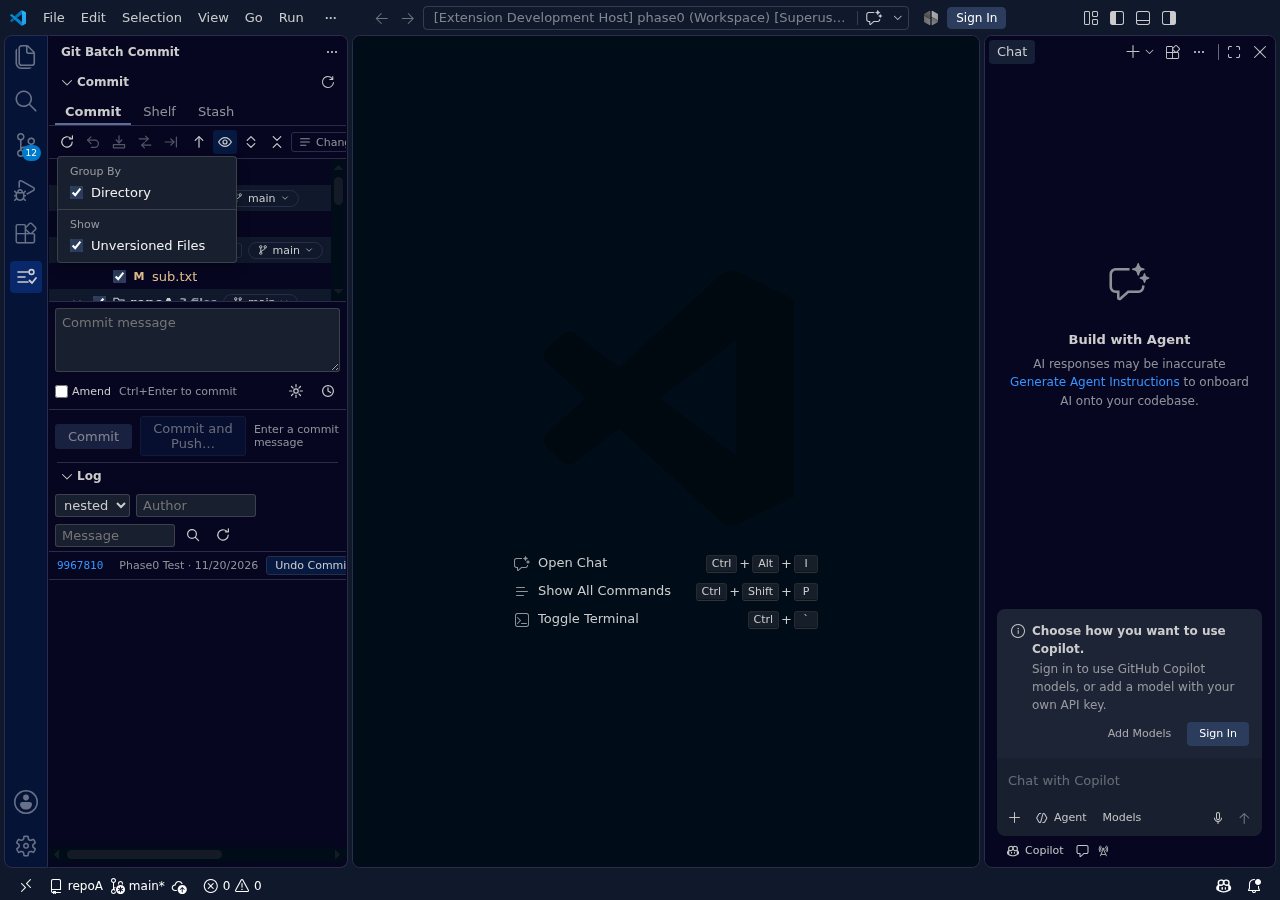 File Edit Selection View Go Run
[Extension Development Host] phase0 (Workspace) [Superus...
Sign In
Git Batch Commit
Commit
Commit Shelf Stash
Chang
Group By
Directory
main
Show
Unversioned Files
main
M sub.txt
2 files main
Commit message
Amend Ctrl+Enter to commit
Commit
Commit and Push...
Enter a commit message
Log
nested
Author
Message
9967810 Phase0 Test · 11/20/2026 Undo Commi
12
Open Chat Ctrl + Alt + I
Show All Commands Ctrl + Shift + P
Toggle Terminal Ctrl + `
Chat
Build with Agent
AI responses may be inaccurate
Generate Agent Instructions to onboard
AI onto your codebase.
Choose how you want to use
Copilot.
Sign in to use GitHub Copilot
models, or add a model with your
own API key.
Add Models Sign In
Chat with Copilot
Agent Models
Copilot
repoA main* 0 0